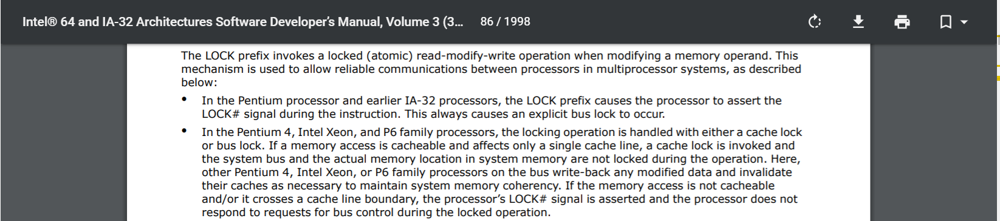 Intel® 64 and IA-32 Architectures Software Developer's Manual, Volume 3 (3... 86 / 1998
The LOCK prefix invokes a locked (atomic) read-modify-write operation when modifying a memory operand. This
mechanism is used to allow reliable communications between processors in multiprocessor systems, as described
below:
• In the Pentium processor and earlier IA-32 processors, the LOCK prefix causes the processor to assert the
LOCK# signal during the instruction. This always causes an explicit bus lock to occur.
• In the Pentium 4, Intel Xeon, and P6 family processors, the locking operation is handled with either a cache lock
or bus lock. If a memory access is cacheable and affects only a single cache line, a cache lock is invoked and
the system bus and the actual memory location in system memory are not locked during the operation. Here,
other Pentium 4, Intel Xeon, or P6 family processors on the bus write-back any modified data and invalidate
their caches as necessary to maintain system memory coherency. If the memory access is not cacheable
and/or it crosses a cache line boundary, the processor's LOCK# signal is asserted and the processor does not
respond to requests for bus control during the locked operation.